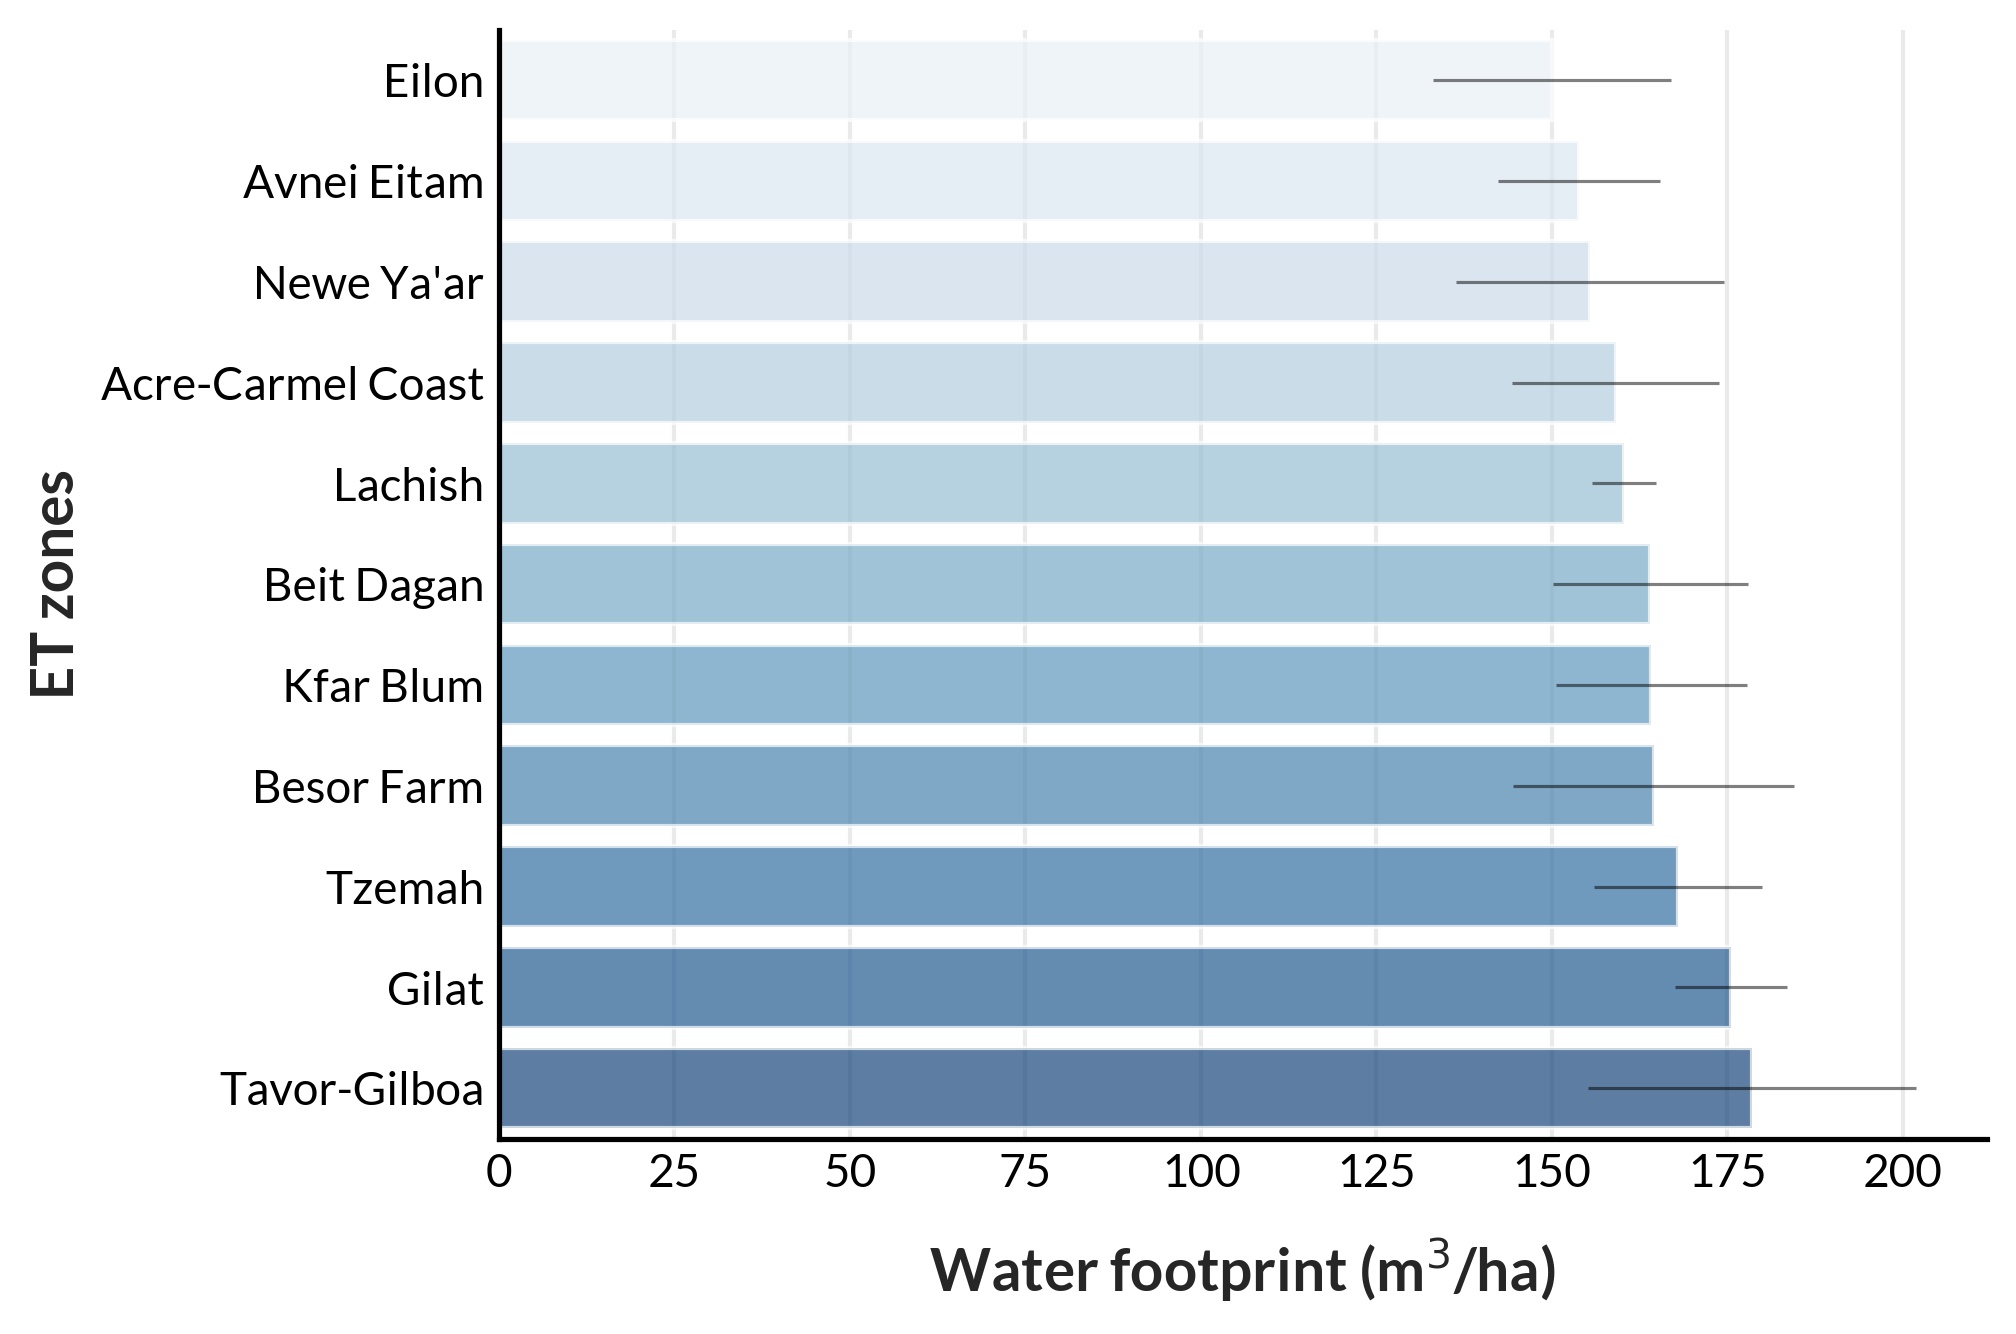 Eilon
Avnei Eitam
Newe Ya'ar
Acre-Carmel Coast
Lachish
Beit Dagan
Kfar Blum
Besor Farm
Tzemah
Gilat
Tavor-Gilboa
ET zones
0 25 50 75 100 125 150 175 200
Water footprint (m³/ha)